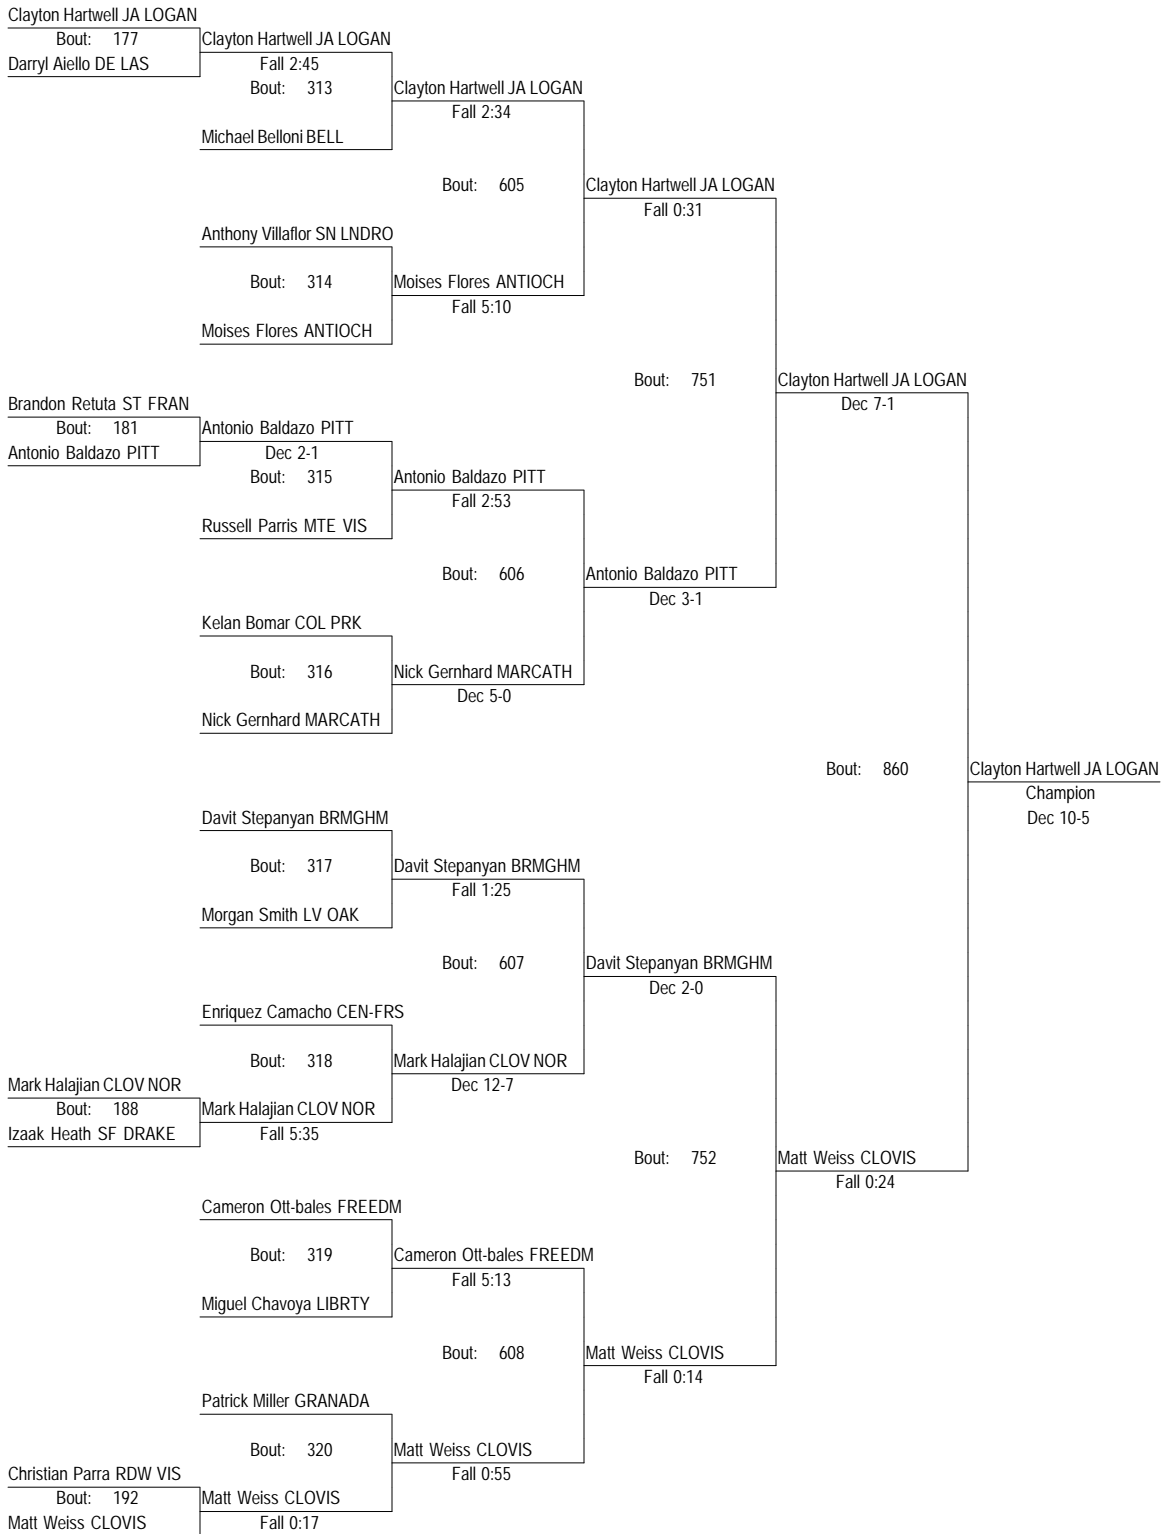 Clayton Hartwell JA LOGAN
Bout: 177
Clayton Hartwell JA LOGAN
Darryl Aiello DE LAS
Fall 2:45
Bout: 313
Clayton Hartwell JA LOGAN
Fall 2:34
Michael Belloni BELL
Bout: 605
Clayton Hartwell JA LOGAN
Fall 0:31
Anthony Villaflor SN LNDRO
Bout: 314
Moises Flores ANTIOCH
Fall 5:10
Moises Flores ANTIOCH
Bout: 751
Clayton Hartwell JA LOGAN
Dec 7-1
Brandon Retuta ST FRAN
Bout: 181
Antonio Baldazo PITT
Antonio Baldazo PITT
Dec 2-1
Bout: 315
Antonio Baldazo PITT
Fall 2:53
Russell Parris MTE VIS
Bout: 606
Antonio Baldazo PITT
Dec 3-1
Kelan Bomar COL PRK
Bout: 316
Nick Gernhard MARCATH
Dec 5-0
Nick Gernhard MARCATH
Bout: 860
Clayton Hartwell JA LOGAN
Champion
Dec 10-5
Davit Stepanyan BRMGHM
Bout: 317
Davit Stepanyan BRMGHM
Fall 1:25
Morgan Smith LV OAK
Bout: 607
Davit Stepanyan BRMGHM
Dec 2-0
Enriquez Camacho CEN-FRS
Bout: 318
Mark Halajian CLOV NOR
Dec 12-7
Mark Halajian CLOV NOR
Bout: 188
Mark Halajian CLOV NOR
Izaak Heath SF DRAKE
Fall 5:35
Bout: 752
Matt Weiss CLOVIS
Fall 0:24
Cameron Ott-bales FREEDM
Bout: 319
Cameron Ott-bales FREEDM
Fall 5:13
Miguel Chavoya LIBRTY
Bout: 608
Matt Weiss CLOVIS
Fall 0:14
Patrick Miller GRANADA
Bout: 320
Matt Weiss CLOVIS
Fall 0:55
Christian Parra RDW VIS
Bout: 192
Matt Weiss CLOVIS
Matt Weiss CLOVIS
Fall 0:17